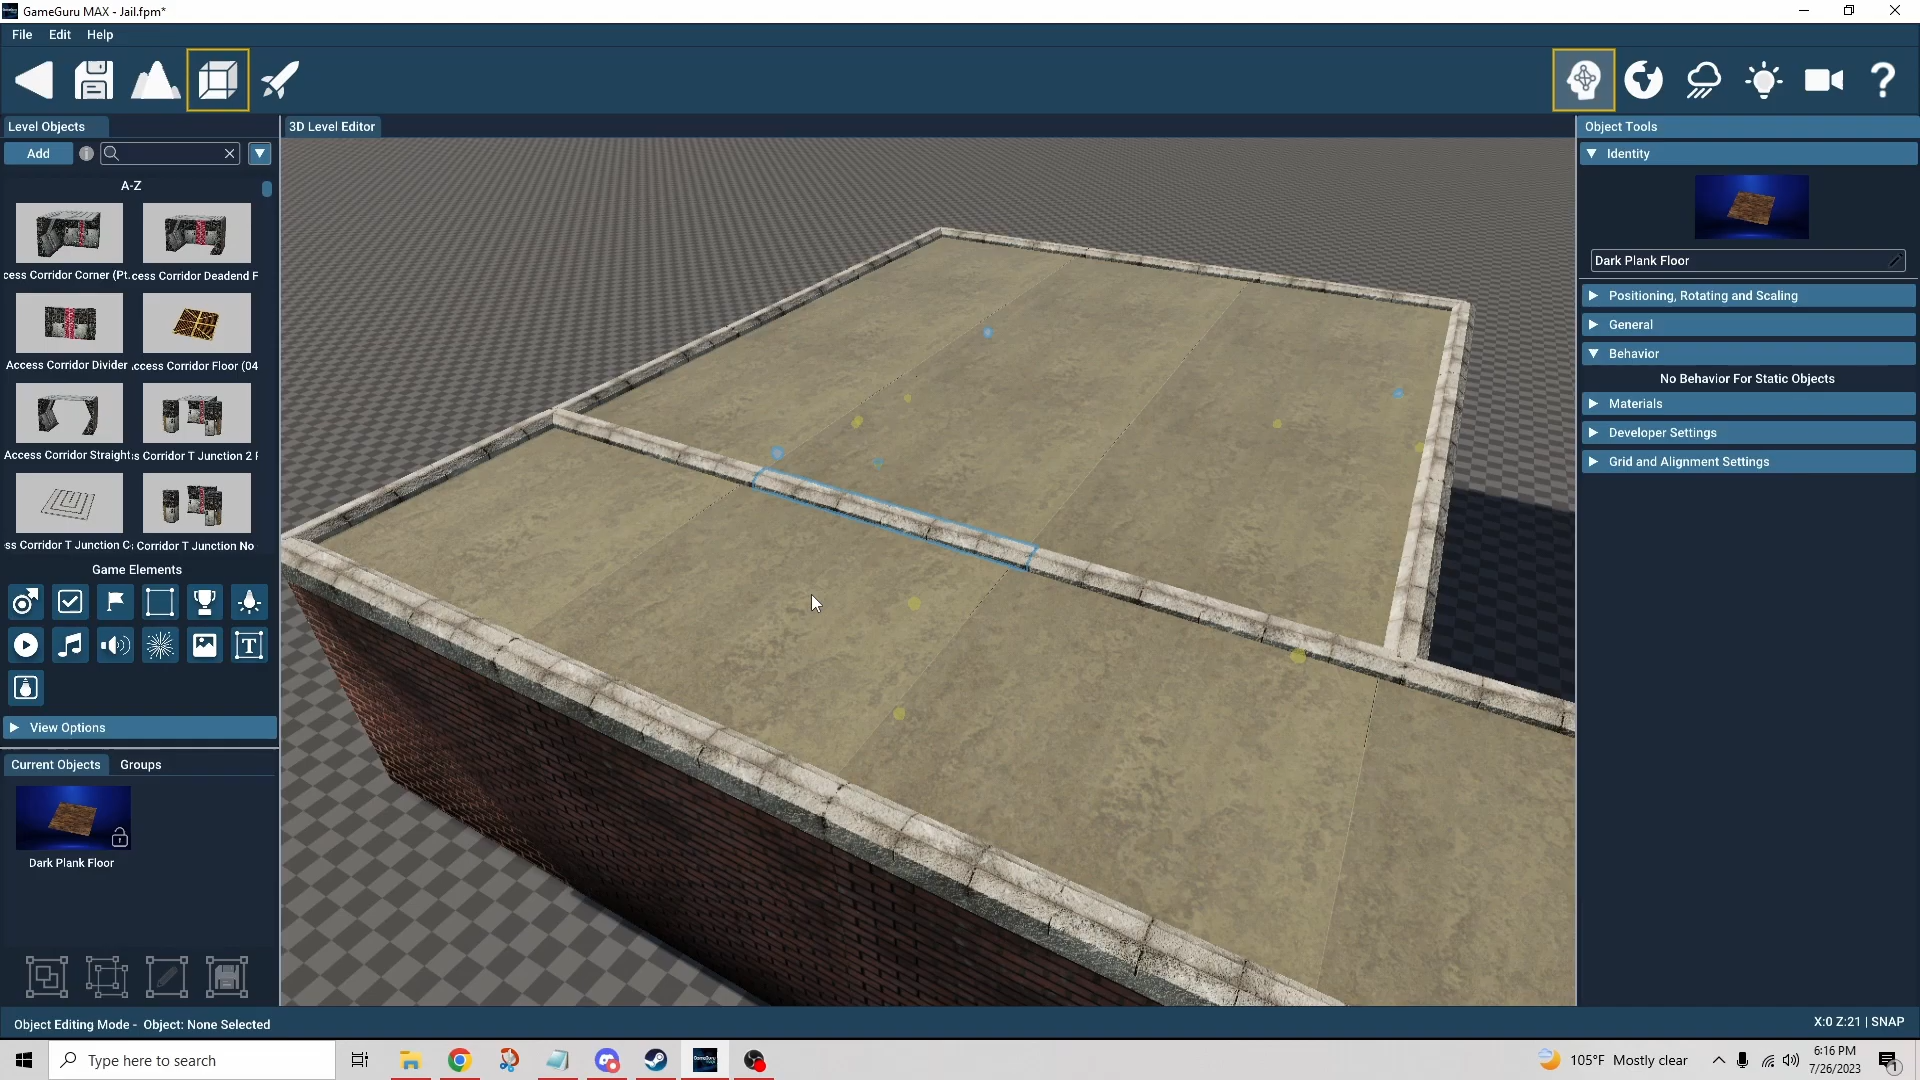 GameGuru MAX - Jail.fpm*
File Edit Help
Level Objects
3D Level Editor
Object Tools
Add
A-Z
cess Corridor Corner (Pt.
cess Corridor Deadend F
Access Corridor Divider
ccess Corridor Floor (04
Access Corridor Straight
s Corridor T Junction 2 F
ss Corridor T Junction C
Corridor T Junction No
Game Elements
T
View Options
Current Objects Groups
Dark Plank Floor
Identity
Dark Plank Floor
Positioning, Rotating and Scaling
General
Behavior
No Behavior For Static Objects
Materials
Developer Settings
Grid and Alignment Settings
Object Editing Mode - Object: None Selected
X:0 Z:21 | SNAP
Type here to search
105°F Mostly clear
6:16 PM
7/26/2023
1